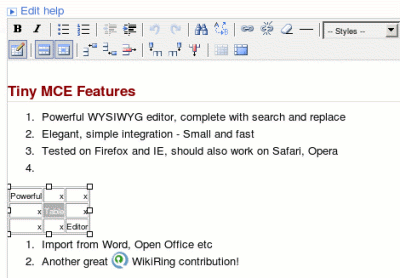 Edit help
B I -- Styles --
Tiny MCE Features
1. Powerful WYSIWYG editor, complete with search and replace
2. Elegant, simple integration - Small and fast
3. Tested on Firefox and IE, should also work on Safari, Opera
4.
Powerful x x
x Table x
x x Editor
1. Import from Word, Open Office etc
2. Another great WikiRing contribution!